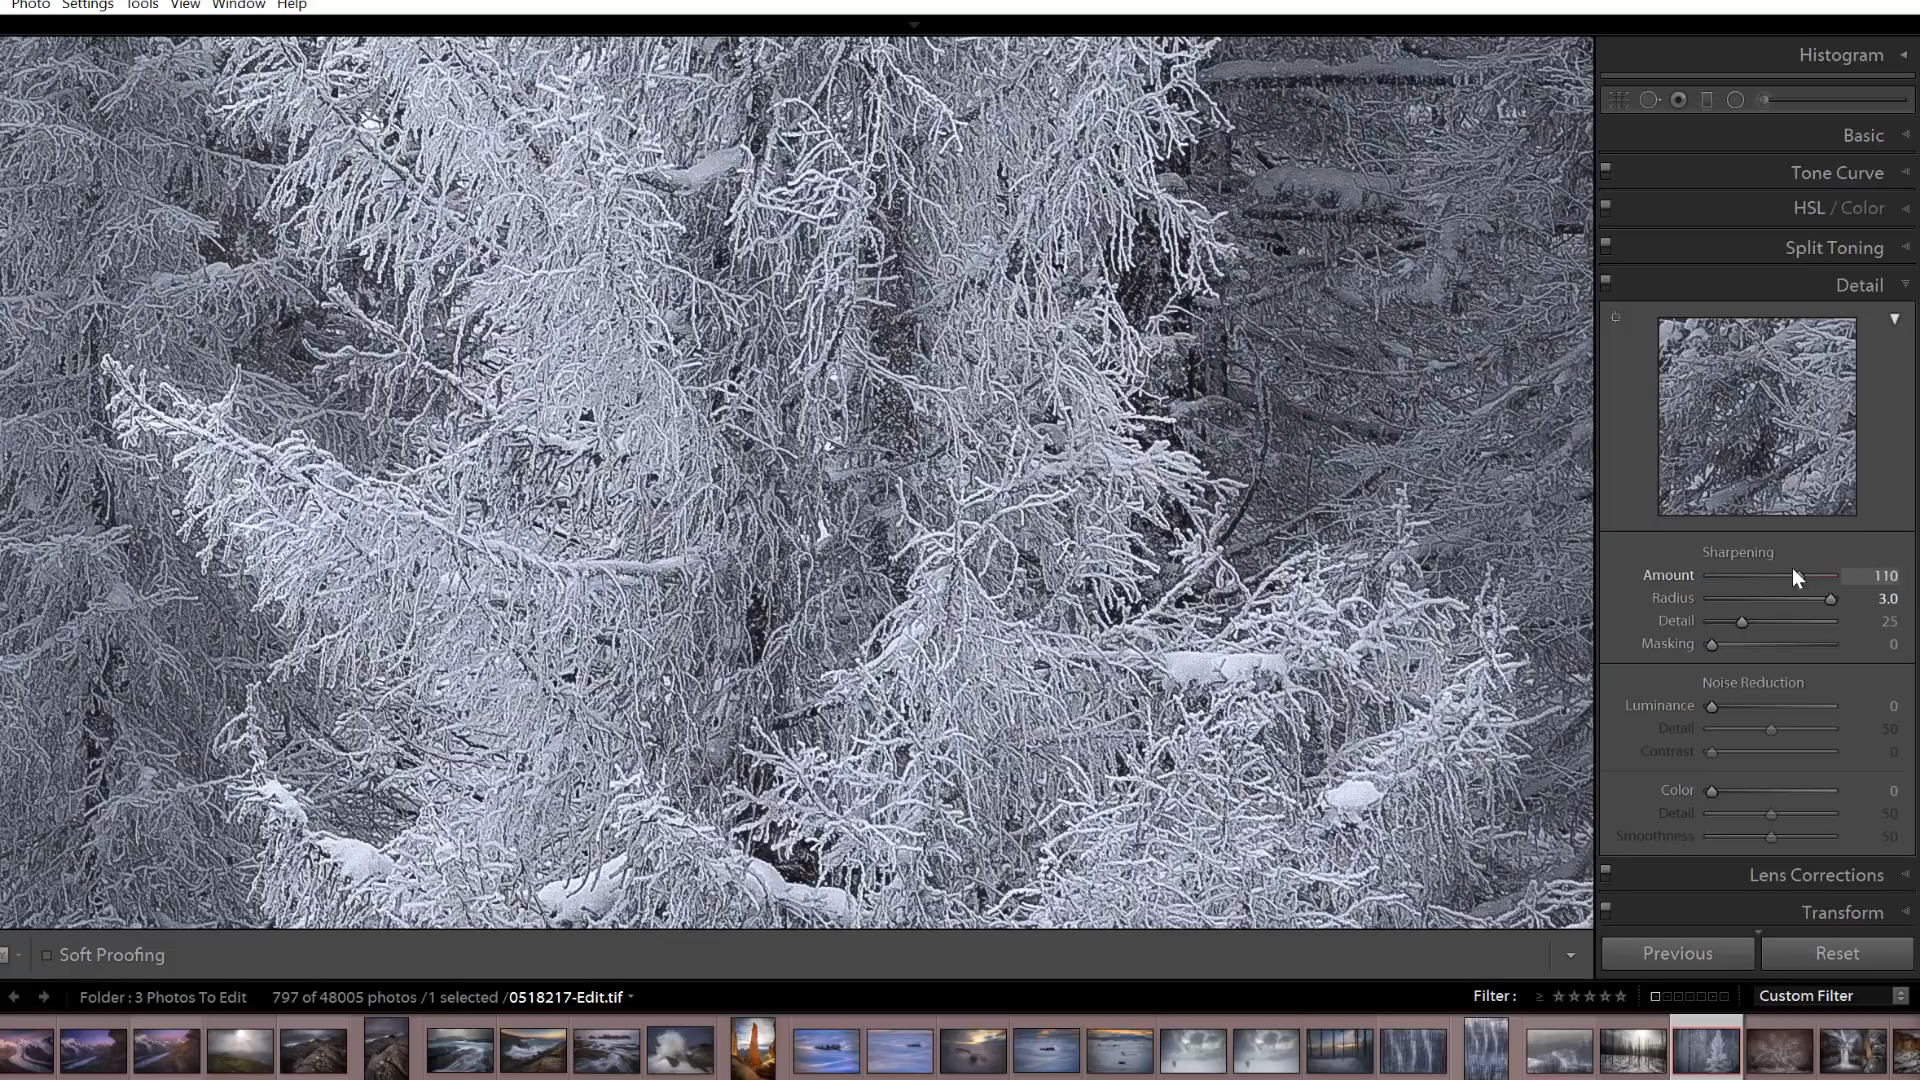 Photo Settings Tools View Window Help
Histogram
Basic
Tone Curve
HSL / Color
Split Toning
Detail
Sharpening
Amount 110
Radius 3.0
Detail 25
Masking 0
Noise Reduction
Luminance 0
Detail 50
Contrast 0
Color 0
Detail 50
Smoothness 50
Lens Corrections
Transform
Previous Reset
Y Soft Proofing
Folder : 3 Photos To Edit 797 of 48005 photos /1 selected /0518217-Edit.tif Filter : ≥ Custom Filter